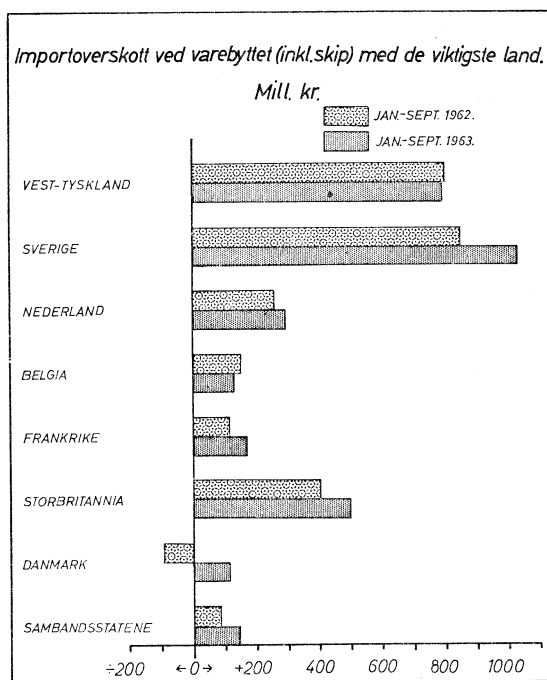 Importoverskott ved varebyttet (inkl.skip) med de viktigste land.
Mill. kr.
JAN.-SEPT. 1962.
JAN.-SEPT. 1963.
VEST-TYSKLAND
SVERIGE
NEDERLAND
BELGIA
FRANKRIKE
STORBRITANNIA
DANMARK
SAMBANDSSTATENE
÷200 ←0→ +200 400 600 800 1000